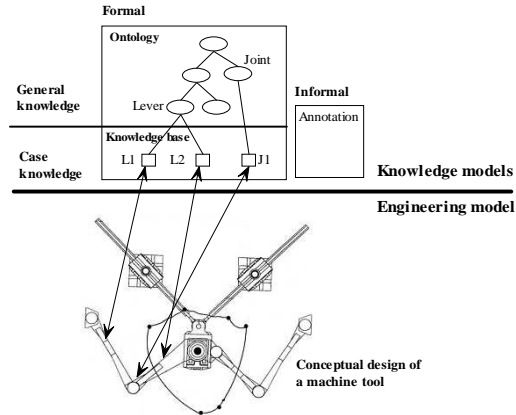 Formal
Ontology
Joint
General
knowledge
Lever
Informal
Annotation
Knowledge base
Case
knowledge
L1
L2
J1
Knowledge models
Engineering model
Conceptual design of
a machine tool